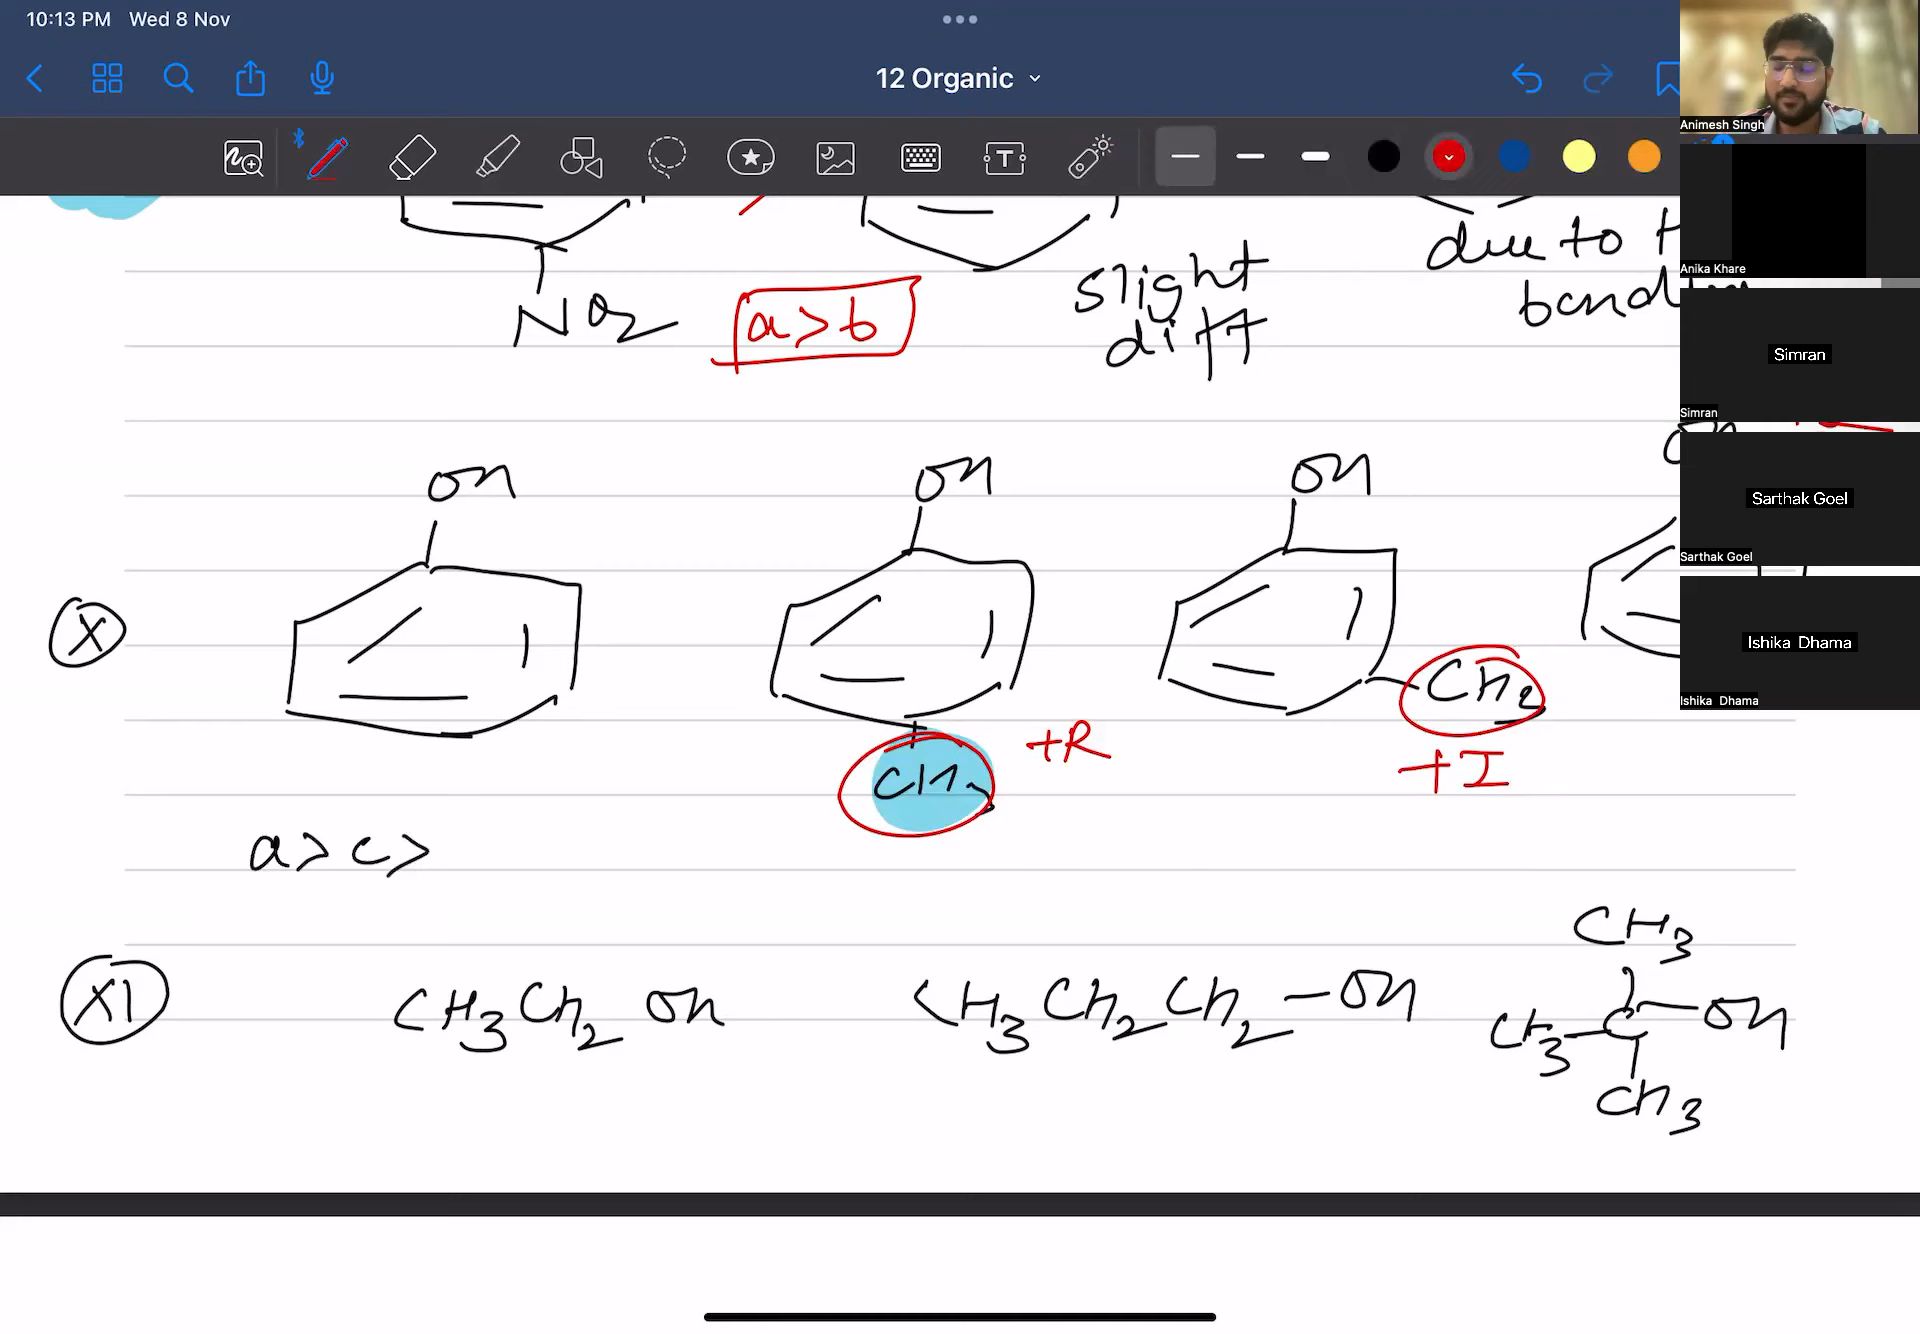 10:13 PM Wed 8 Nov
12 Organic
Animesh Singh
Anika Khare
Simran
Simran
Sarthak Goel
Sarthak Goel
Ishika Dhama
Ishika Dhama
due to
NO2
a>b
slight
diff
OH
OH
OH
X
CH3
+R
CH3
+I
a> c>
XI
CH3CH2OH
CH3CH2CH2-OH
CH3
CH3-C-OH
CH3